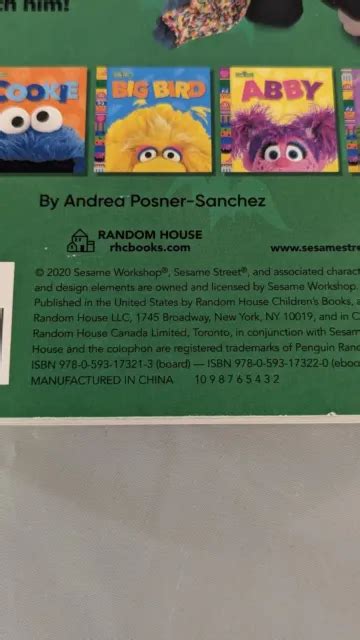 him!
COOKIE
BIG BIRD
ABBY
By Andrea Posner-Sanchez
RANDOM HOUSE
rhcbooks.com
www.sesamestre
© 2020 Sesame Workshop®, Sesame Street®, and associated charact
and design elements are owned and licensed by Sesame Workshop.
Published in the United States by Random House Children's Books, a
Random House LLC, 1745 Broadway, New York, NY 10019, and in C
Random House Canada Limited, Toronto, in conjunction with Sesam
House and the colophon are registered trademarks of Penguin Rand
ISBN 978-0-593-17321-3 (board) — ISBN 978-0-593-17322-0 (eboo
MANUFACTURED IN CHINA 10 9 8 7 6 5 4 3 2